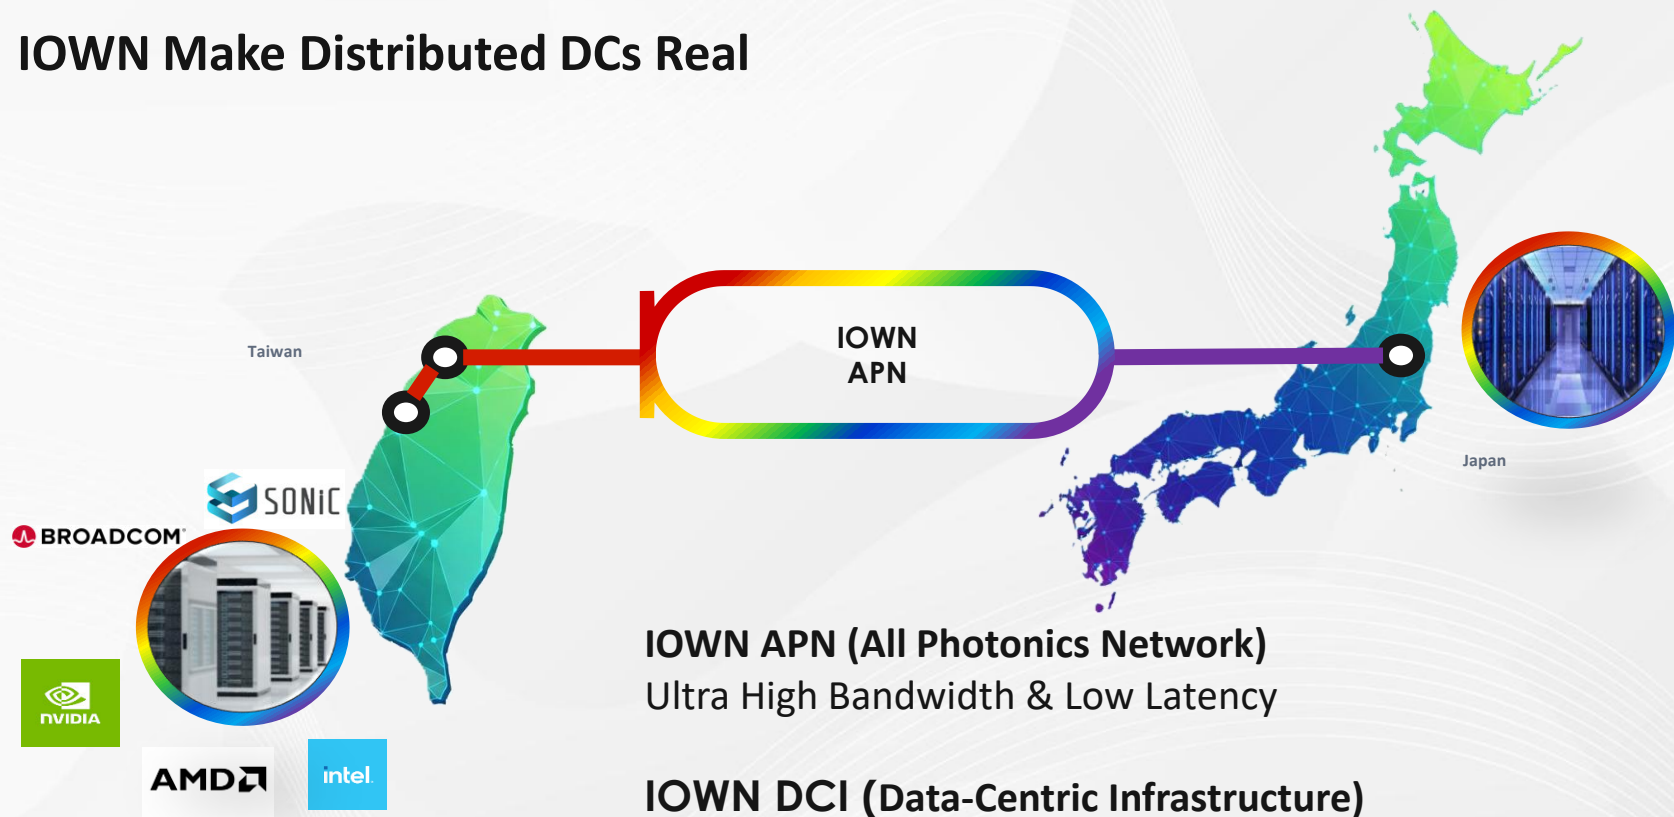 IOWN Make Distributed DCs Real
Taiwan
IOWN
APN
Japan
SONiC
BROADCOM
NVIDIA
AMD
intel
IOWN APN (All Photonics Network)
Ultra High Bandwidth & Low Latency
IOWN DCI (Data-Centric Infrastructure)